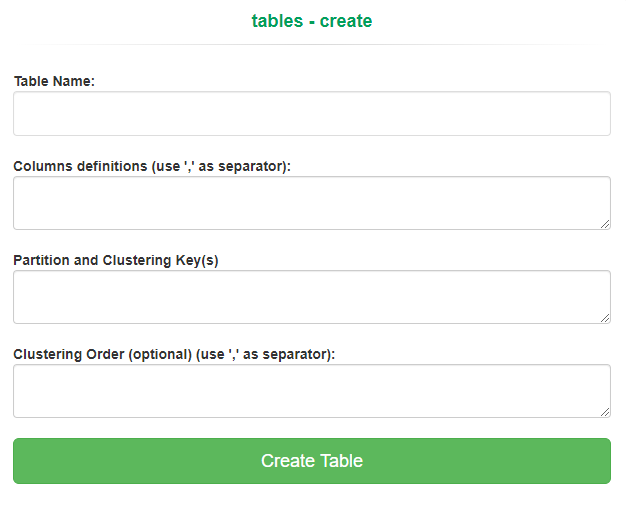 tables - create
Table Name:
Columns definitions (use ',' as separator):
Partition and Clustering Key(s)
Clustering Order (optional) (use ',' as separator):
Create Table